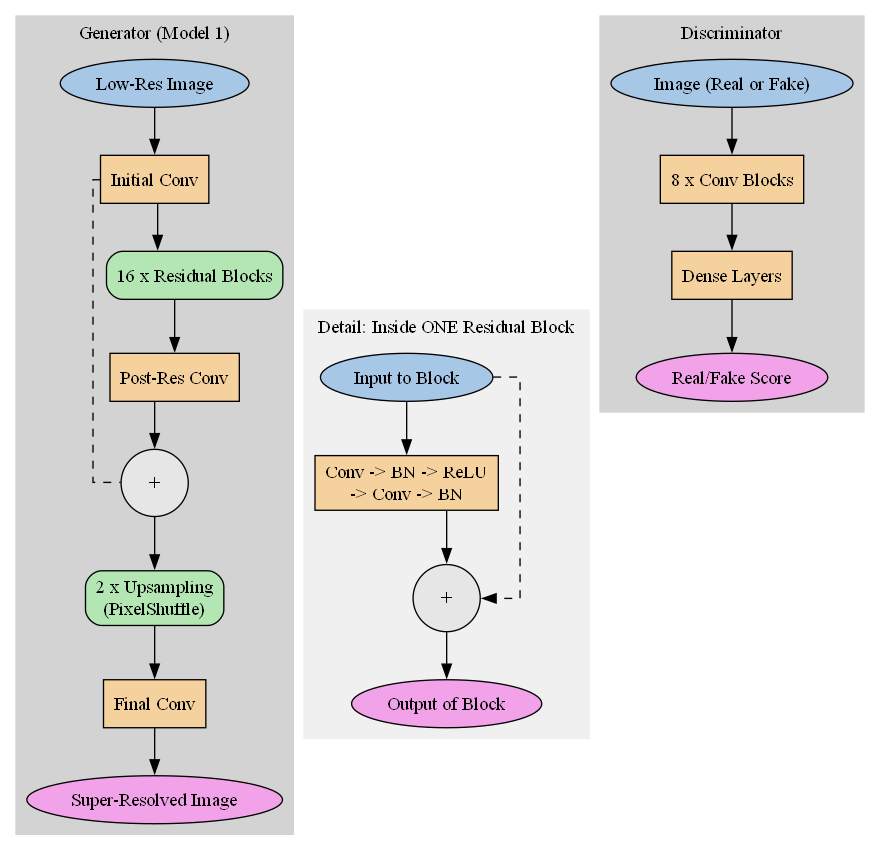 Generator (Model 1)
Low-Res Image
Initial Conv
16 x Residual Blocks
Post-Res Conv
+
2 x Upsampling
(PixelShuffle)
Final Conv
Super-Resolved Image
Detail: Inside ONE Residual Block
Input to Block
Conv -> BN -> ReLU
-> Conv -> BN
+
Output of Block
Discriminator
Image (Real or Fake)
8 x Conv Blocks
Dense Layers
Real/Fake Score